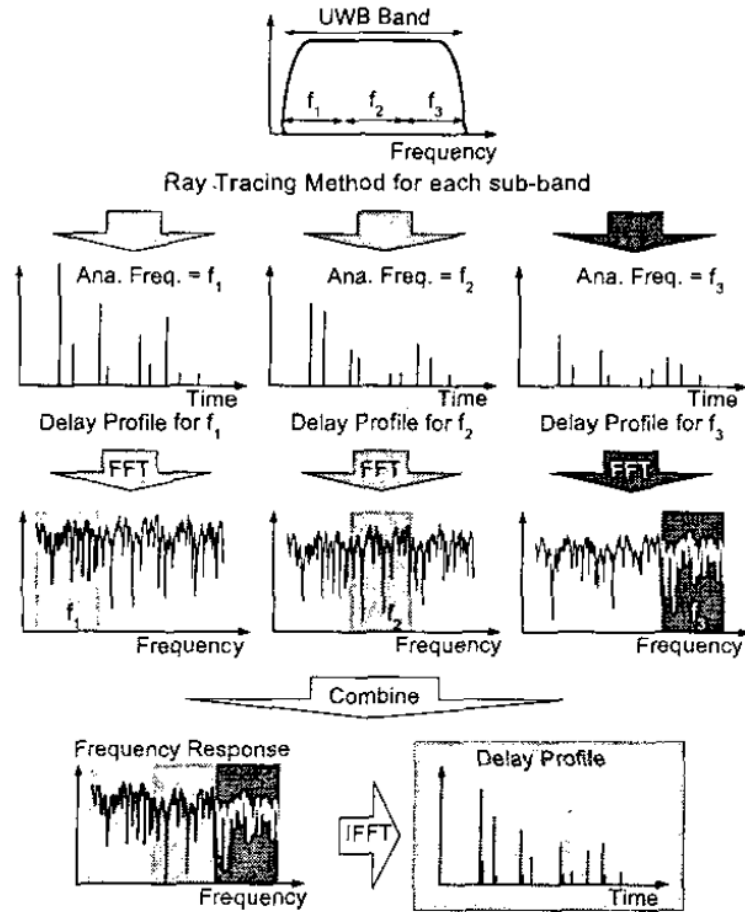 UWB Band
f1 f2 f3
Frequency
Ray Tracing Method for each sub-band
Ana. Freq. = f1
Ana. Freq. = f2
Ana. Freq. = f3
Time
Time
Time
Delay Profile for f1
Delay Profile for f2
Delay Profile for f3
FFT
FFT
FFT
f1
f2
f3
Frequency
Frequency
Frequency
Combine
Frequency Response
Delay Profile
IFFT
Frequency
Time